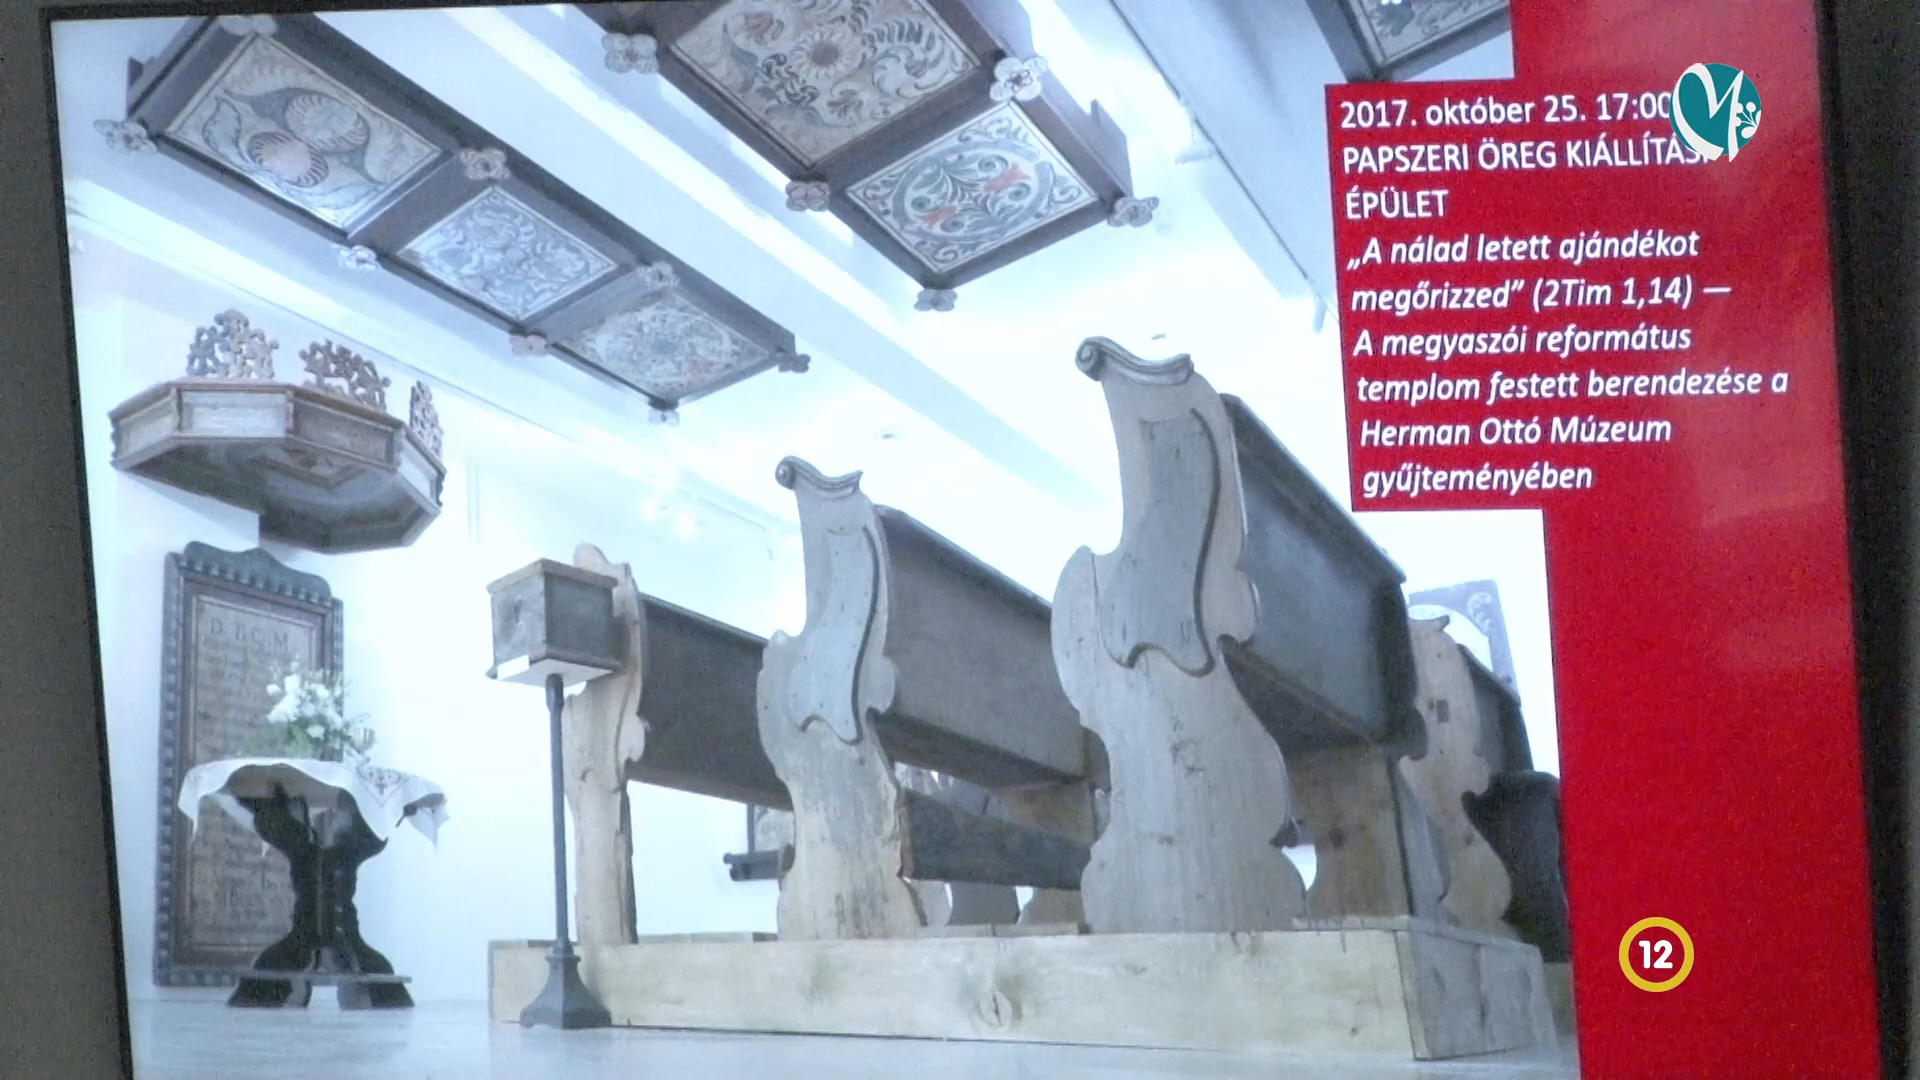 2017. október 25. 17:00
PAPSZERI ÖREG KIÁLLÍTÁSI
ÉPÜLET
„A nálad letett ajándékot
megőrizzed” (2Tim 1,14) —
A megyaszói református
templom festett berendezése a
Herman Ottó Múzeum
gyűjteményében
12